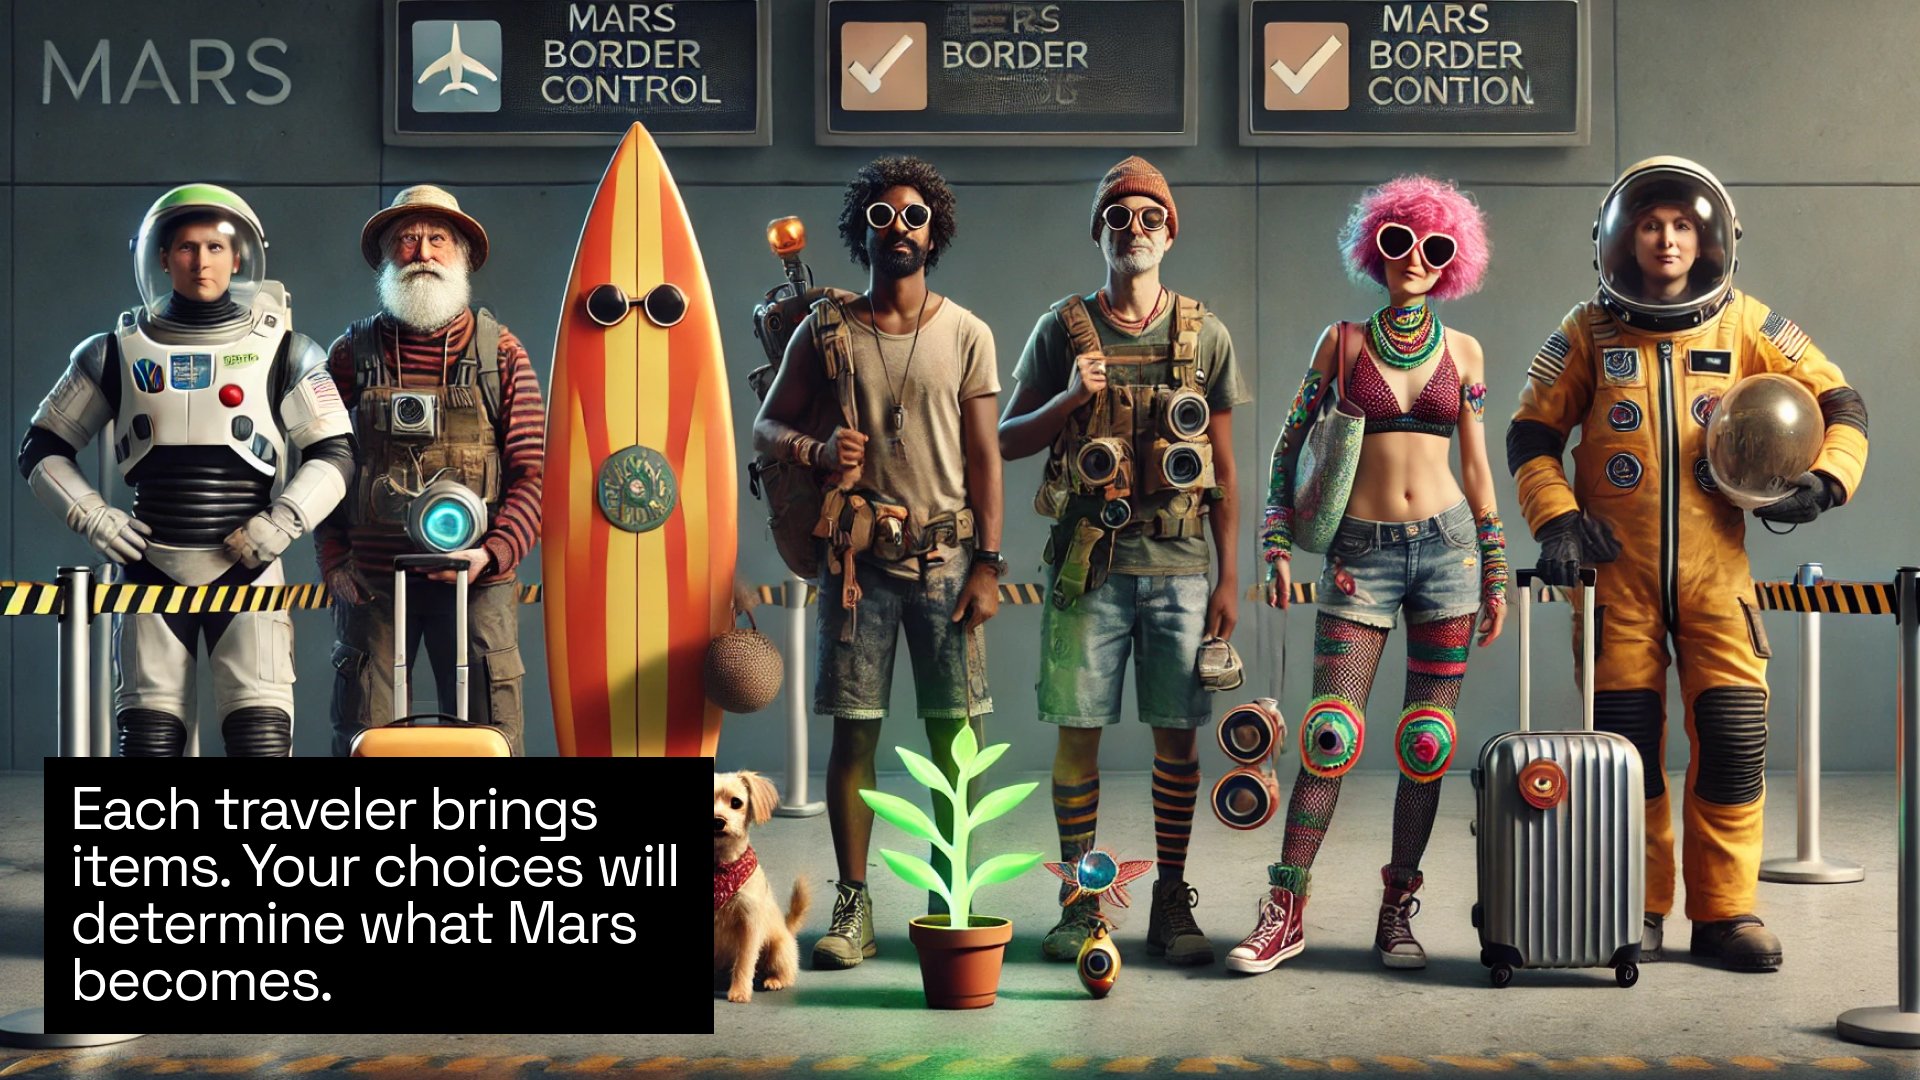 MARS
MARS
BORDER
CONTROL
RS
BORDER
MARS
BORDER
CONTION
Each traveler brings
items. Your choices will
determine what Mars
becomes.